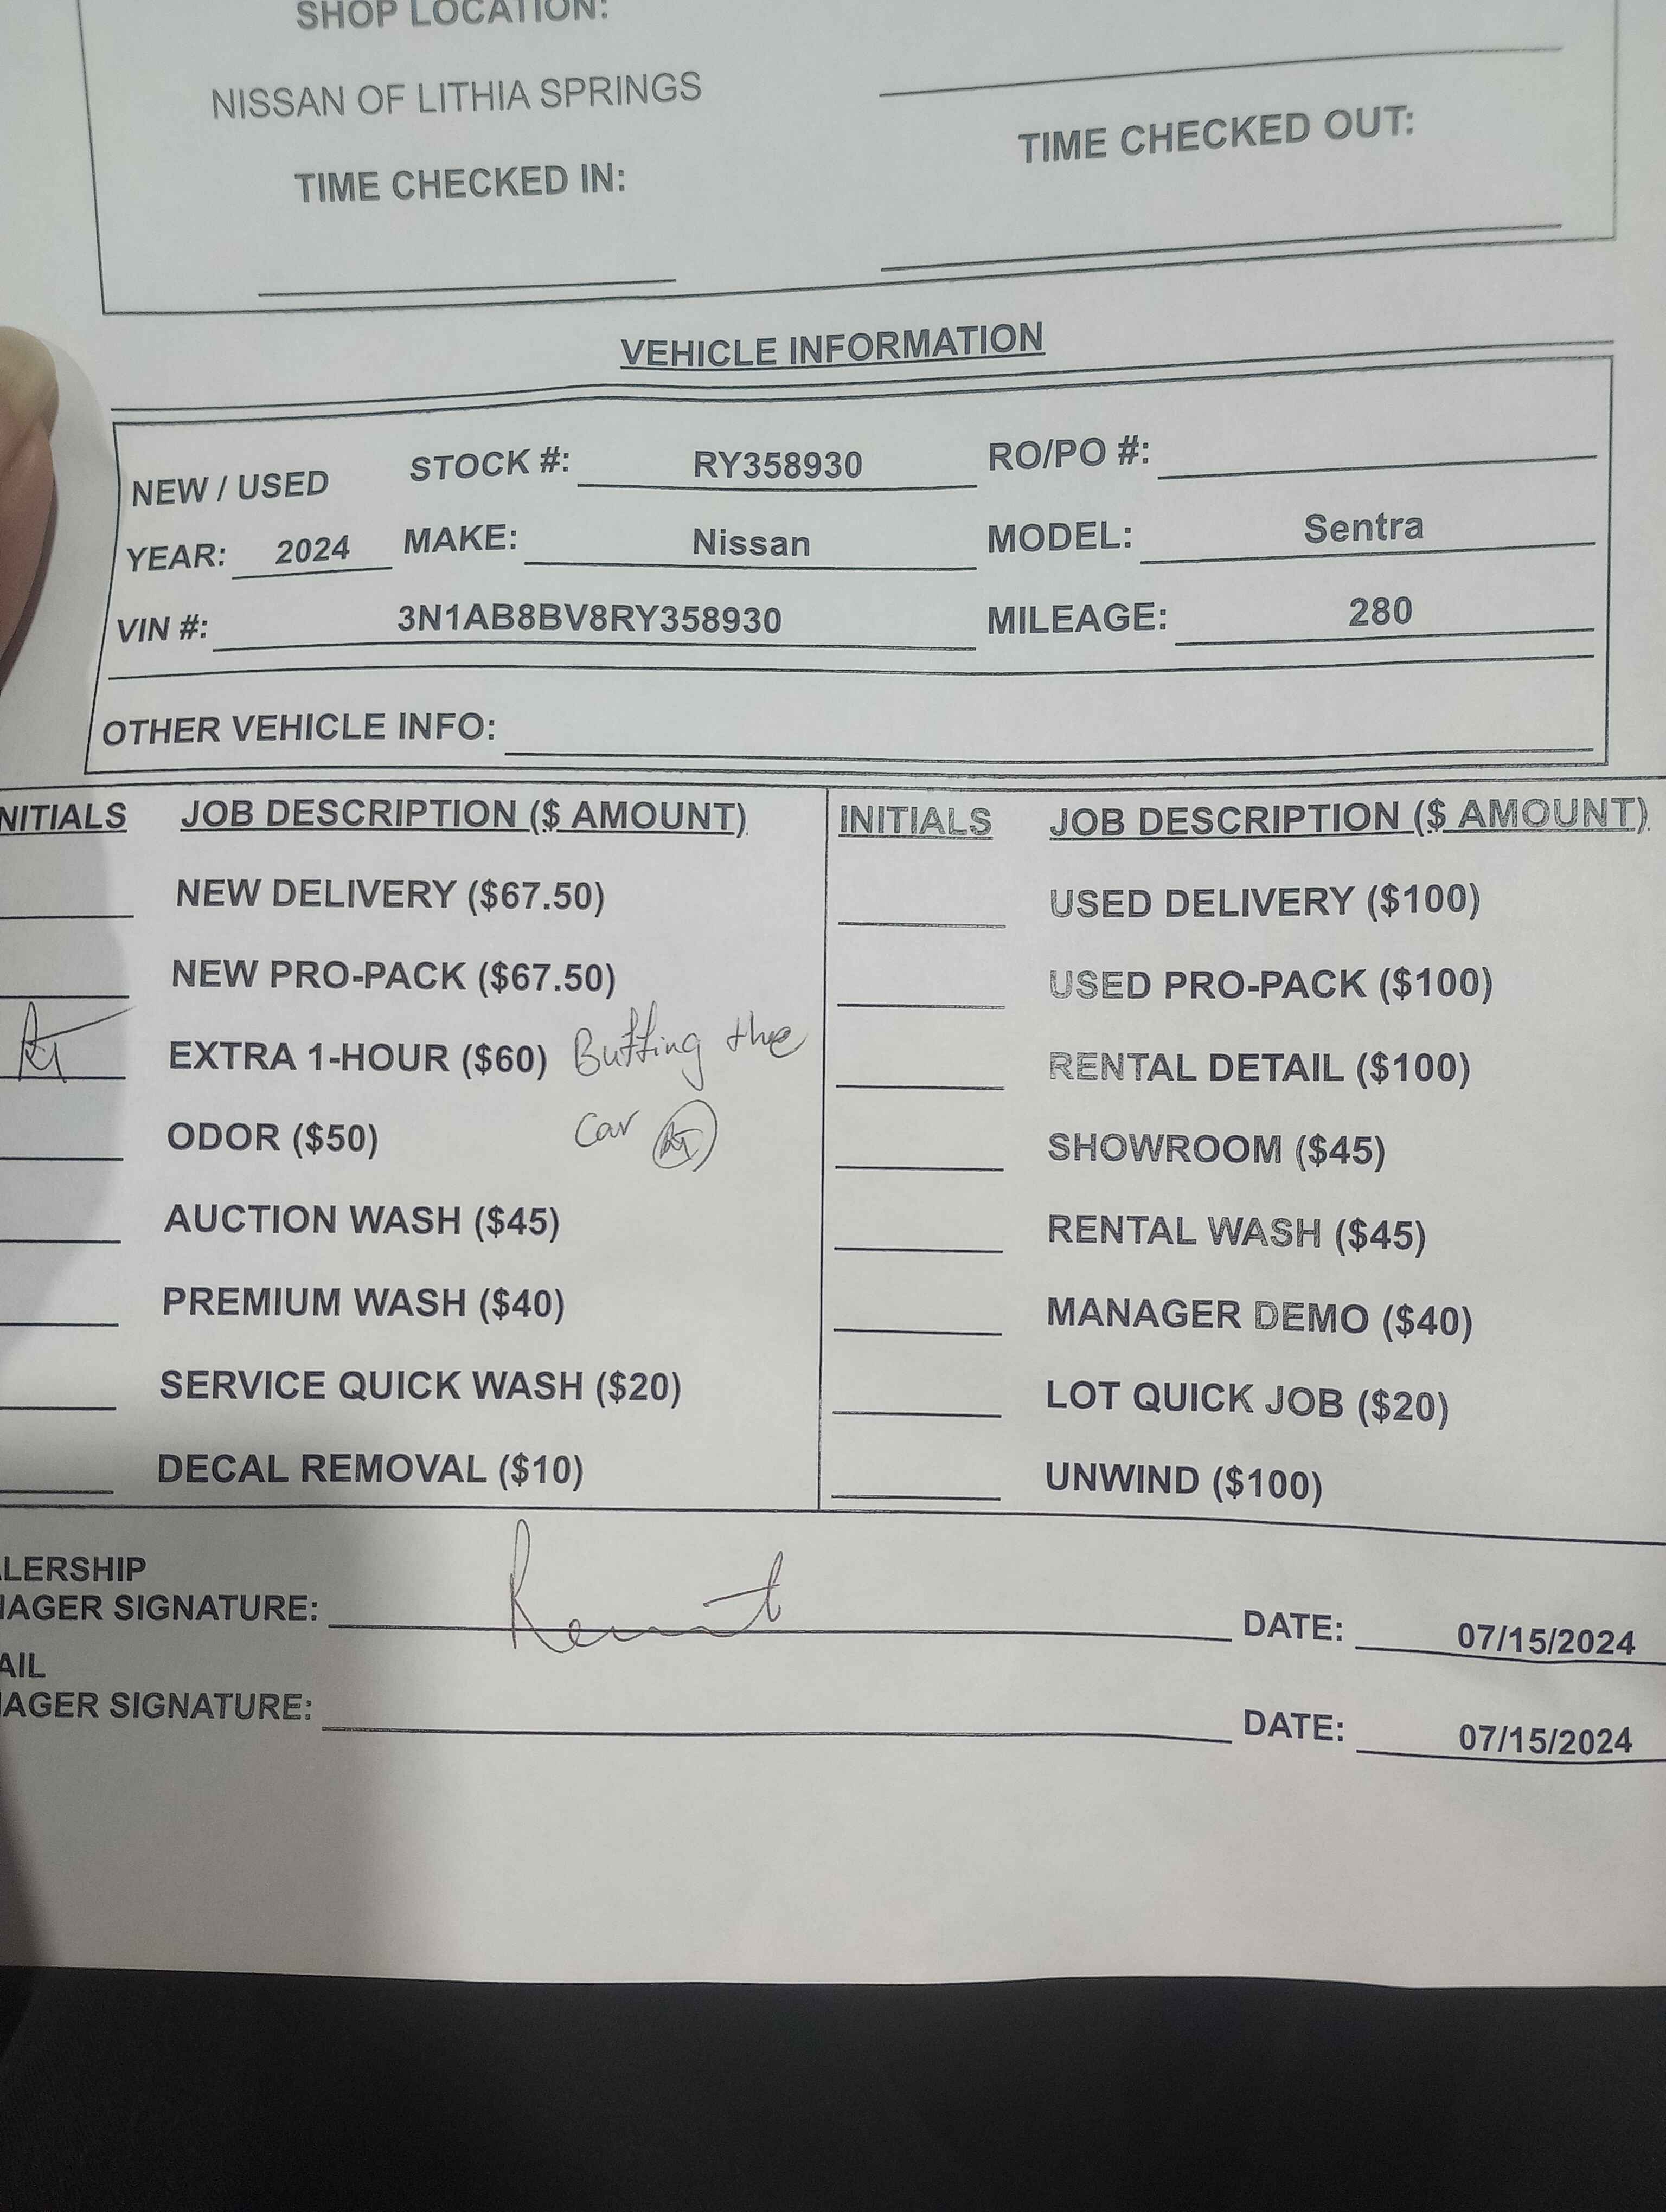 SHOP LOCATION:
NISSAN OF LITHIA SPRINGS
TIME CHECKED IN:
TIME CHECKED OUT:
VEHICLE INFORMATION
NEW / USED STOCK #: RY358930 RO/PO #:
YEAR: 2024 MAKE: Nissan MODEL: Sentra
VIN #: 3N1AB8BV8RY358930 MILEAGE: 280
OTHER VEHICLE INFO:
NITIALS JOB DESCRIPTION ($ AMOUNT)
NEW DELIVERY ($67.50)
NEW PRO-PACK ($67.50)
EXTRA 1-HOUR ($60) Buffing the
ODOR ($50) car
AUCTION WASH ($45)
PREMIUM WASH ($40)
SERVICE QUICK WASH ($20)
DECAL REMOVAL ($10)
INITIALS JOB DESCRIPTION ($ AMOUNT)
USED DELIVERY ($100)
USED PRO-PACK ($100)
RENTAL DETAIL ($100)
SHOWROOM ($45)
RENTAL WASH ($45)
MANAGER DEMO ($40)
LOT QUICK JOB ($20)
UNWIND ($100)
LERSHIP
AGER SIGNATURE: DATE: 07/15/2024
AIL
AGER SIGNATURE: DATE: 07/15/2024